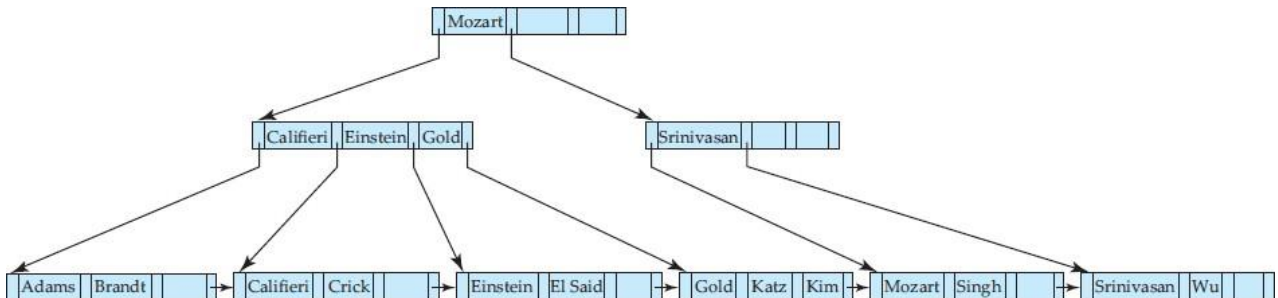 Mozart
Califieri Einstein Gold
Srinivasan
Adams Brandt
Califieri Crick
Einstein El Said
Gold Katz Kim
Mozart Singh
Srinivasan Wu